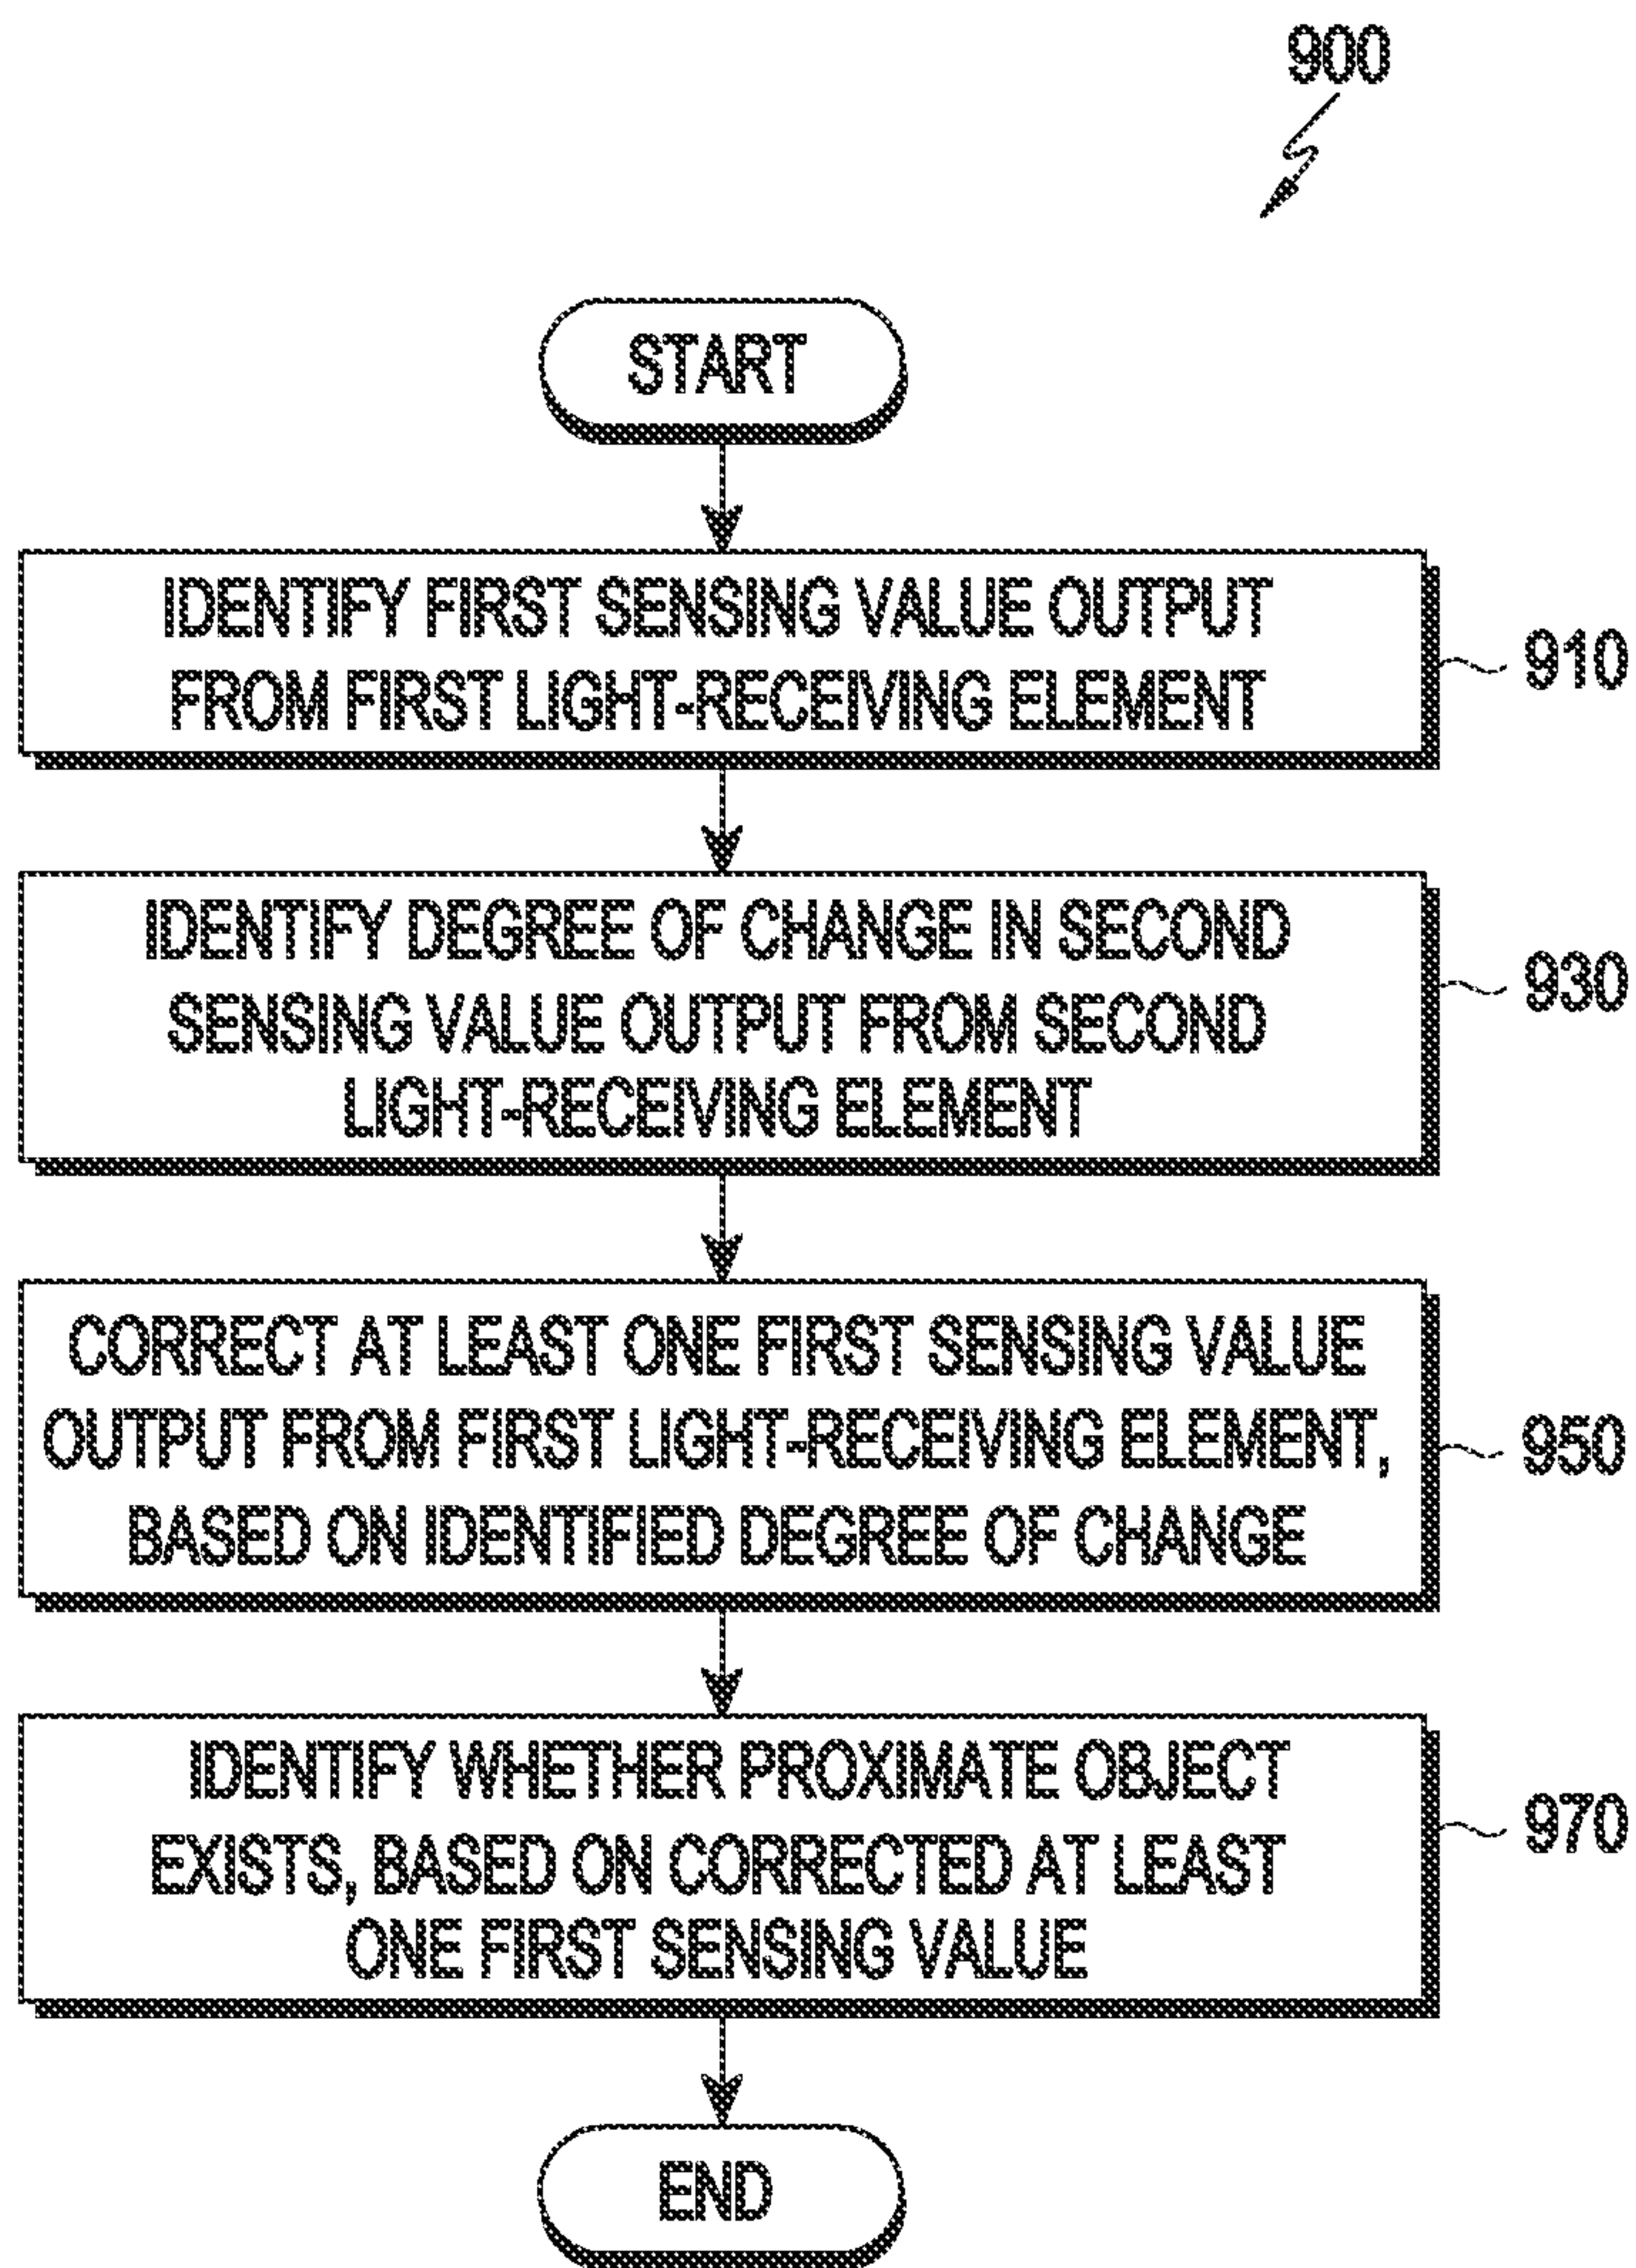 900
START
IDENTIFY FIRST SENSING VALUE OUTPUT
FROM FIRST LIGHT-RECEIVING ELEMENT
910
IDENTIFY DEGREE OF CHANGE IN SECOND
SENSING VALUE OUTPUT FROM SECOND
LIGHT-RECEIVING ELEMENT
930
CORRECT AT LEAST ONE FIRST SENSING VALUE
OUTPUT FROM FIRST LIGHT-RECEIVING ELEMENT,
BASED ON IDENTIFIED DEGREE OF CHANGE
950
IDENTIFY WHETHER PROXIMATE OBJECT
EXISTS, BASED ON CORRECTED AT LEAST
ONE FIRST SENSING VALUE
970
END